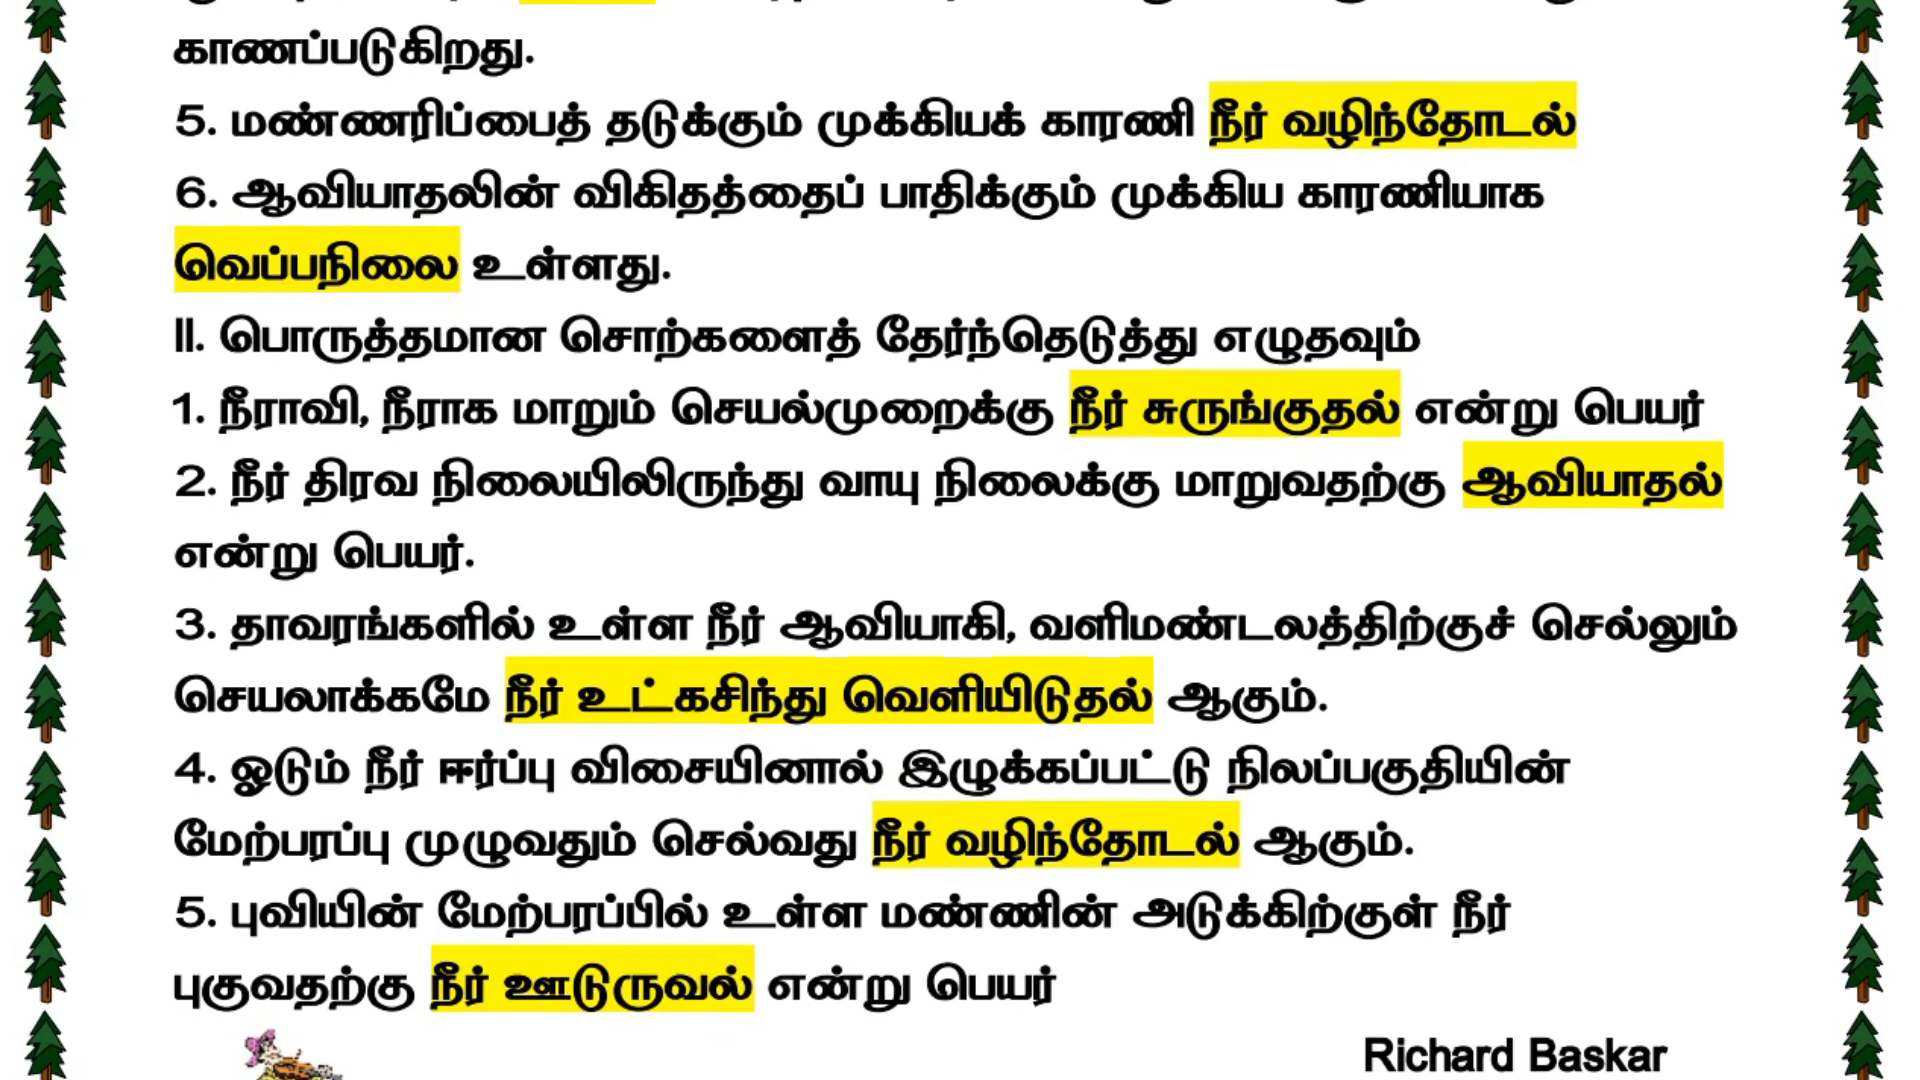 காணப்படுகிறது.
5. மண்ணரிப்பைத் தடுக்கும் முக்கியக் காரணி நீர் வழிந்தோடல்
6. ஆவியாதலின் விகிதத்தைப் பாதிக்கும் முக்கிய காரணியாக
வெப்பநிலை உள்ளது.
II. பொருத்தமான சொற்களைத் தேர்ந்தெடுத்து எழுதவும்
1. நீராவி, நீராக மாறும் செயல்முறைக்கு நீர் சுருங்குதல் என்று பெயர்
2. நீர் திரவ நிலையிலிருந்து வாயு நிலைக்கு மாறுவதற்கு ஆவியாதல்
என்று பெயர்.
3. தாவரங்களில் உள்ள நீர் ஆவியாகி, வளிமண்டலத்திற்குச் செல்லும்
செயலாக்கமே நீர் உட்கசிந்து வெளியிடுதல் ஆகும்.
4. ஓடும் நீர் ஈர்ப்பு விசையினால் இழுக்கப்பட்டு நிலப்பகுதியின்
மேற்பரப்பு முழுவதும் செல்வது நீர் வழிந்தோடல் ஆகும்.
5. புவியின் மேற்பரப்பில் உள்ள மண்ணின் அடுக்கிற்குள் நீர்
புகுவதற்கு நீர் ஊடுருவல் என்று பெயர்
Richard Baskar